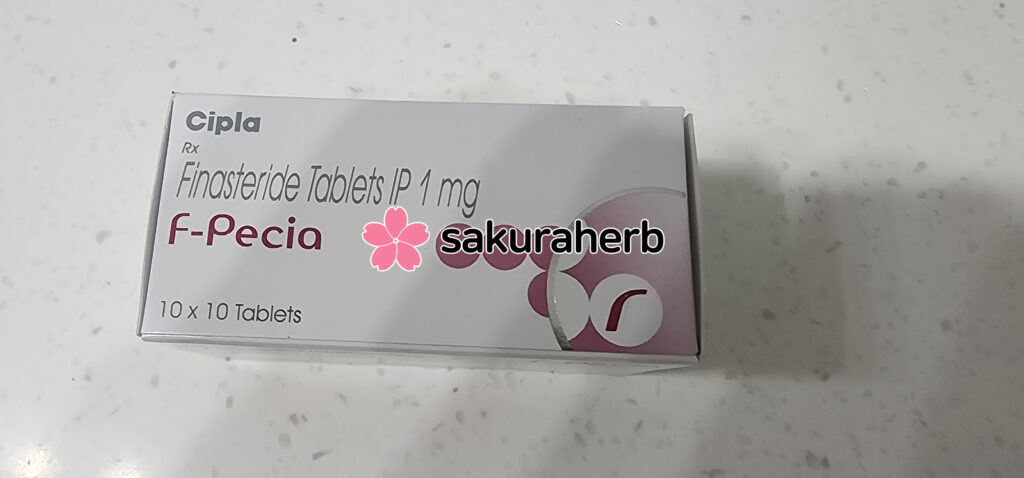 Cipla
Rx
Finasteride Tablets IP 1 mg
F-Pecia
sakuraherb
10 x 10 Tablets